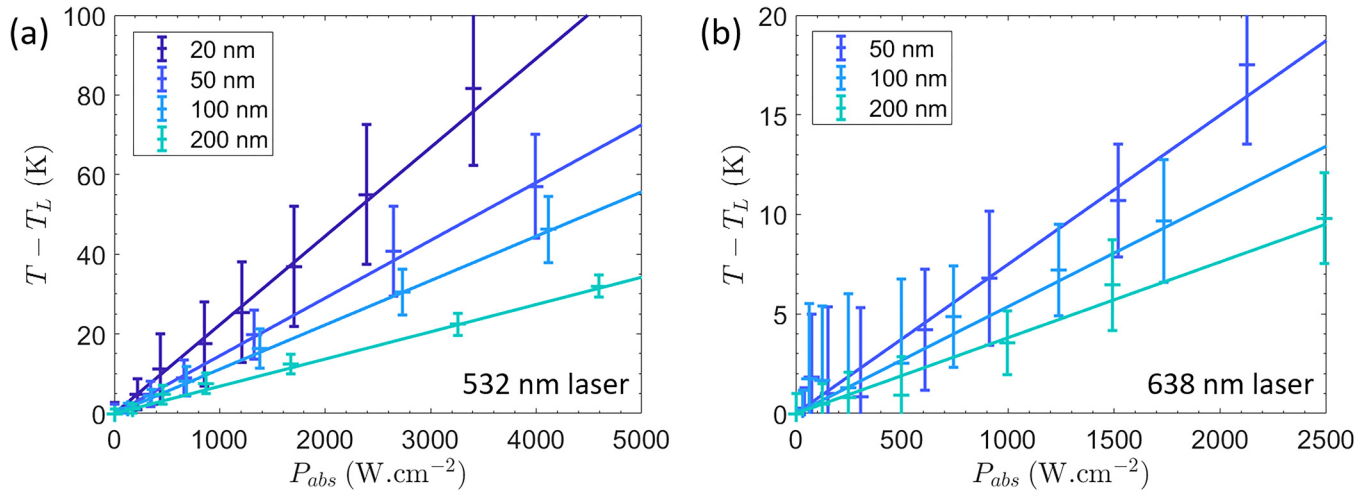 (a)
100
80
60
40
20
0
T − T_L (K)
20 nm
50 nm
100 nm
200 nm
532 nm laser
0 1000 2000 3000 4000 5000
P_abs (W.cm⁻²)
(b)
20
15
10
5
0
T − T_L (K)
50 nm
100 nm
200 nm
638 nm laser
0 500 1000 1500 2000 2500
P_abs (W.cm⁻²)